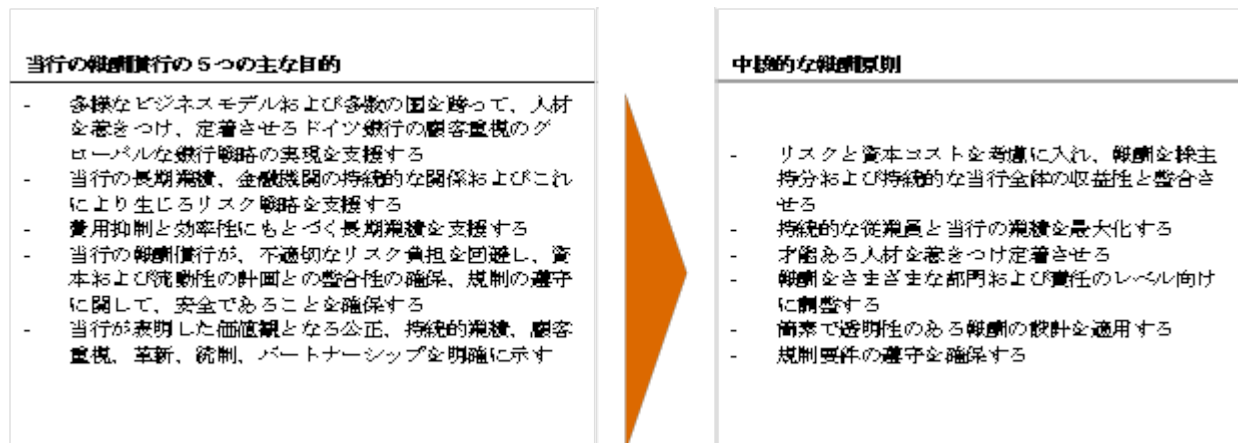 当行の報酬慣行の5つの主な目的
- 多様なビジネスモデルおよび多数の国を跨って、人材
を惹きつけ、定着させるドイツ銀行の顧客重視のグ
ローバルな銀行戦略の実現を支援する
- 当行の長期業績、金融機関の持続的な関係およびこれ
により生じるリスク戦略を支援する
- 費用抑制と効率性にもとづく長期業績を支援する
- 当行の報酬慣行が、不適切なリスク負担を回避し、資
本および流動性の計画との整合性の確保、規制の遵守
に関して、安全であることを確保する
- 当行が表明した価値観となる公正、持続的業績、顧客
重視、革新、統制、パートナーシップを明確に示す
中核的な報酬原則
- リスクと資本コストを考慮に入れ、報酬を株主
持分および持続的な当行全体の収益性と整合さ
せる
- 持続的な従業員と当行の業績を最大化する
- 才能ある人材を惹きつけ定着させる
- 報酬をさまざまな部門および責任のレベル向け
に調整する
- 簡素で透明性のある報酬の設計を適用する
- 規制要件の遵守を確保する